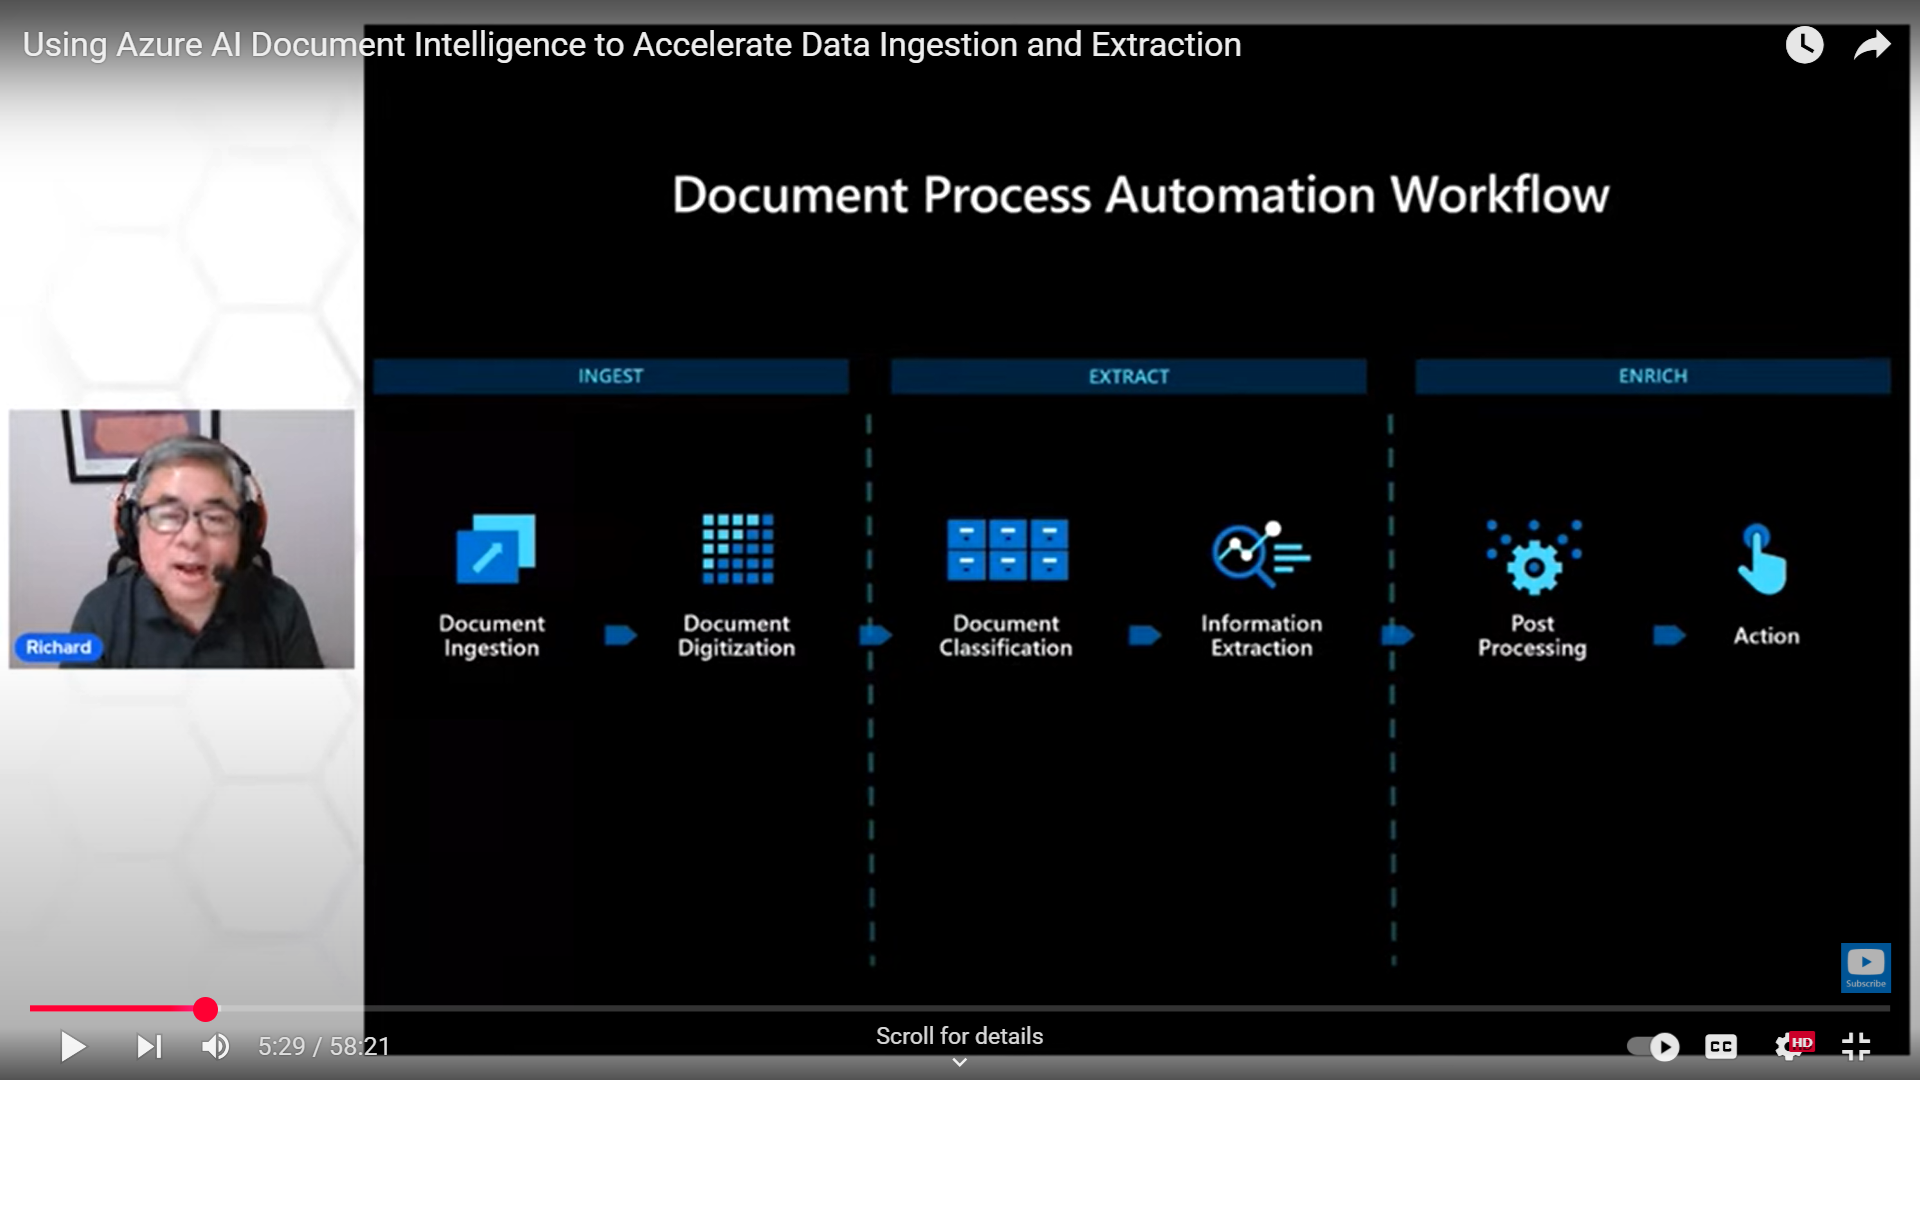 Using Azure AI Document Intelligence to Accelerate Data Ingestion and Extraction
Document Process Automation Workflow
INGEST
EXTRACT
ENRICH
Document
Ingestion
Document
Digitization
Document
Classification
Information
Extraction
Post
Processing
Action
Richard
Subscribe
5:29 / 58:21
Scroll for details
CC
HD